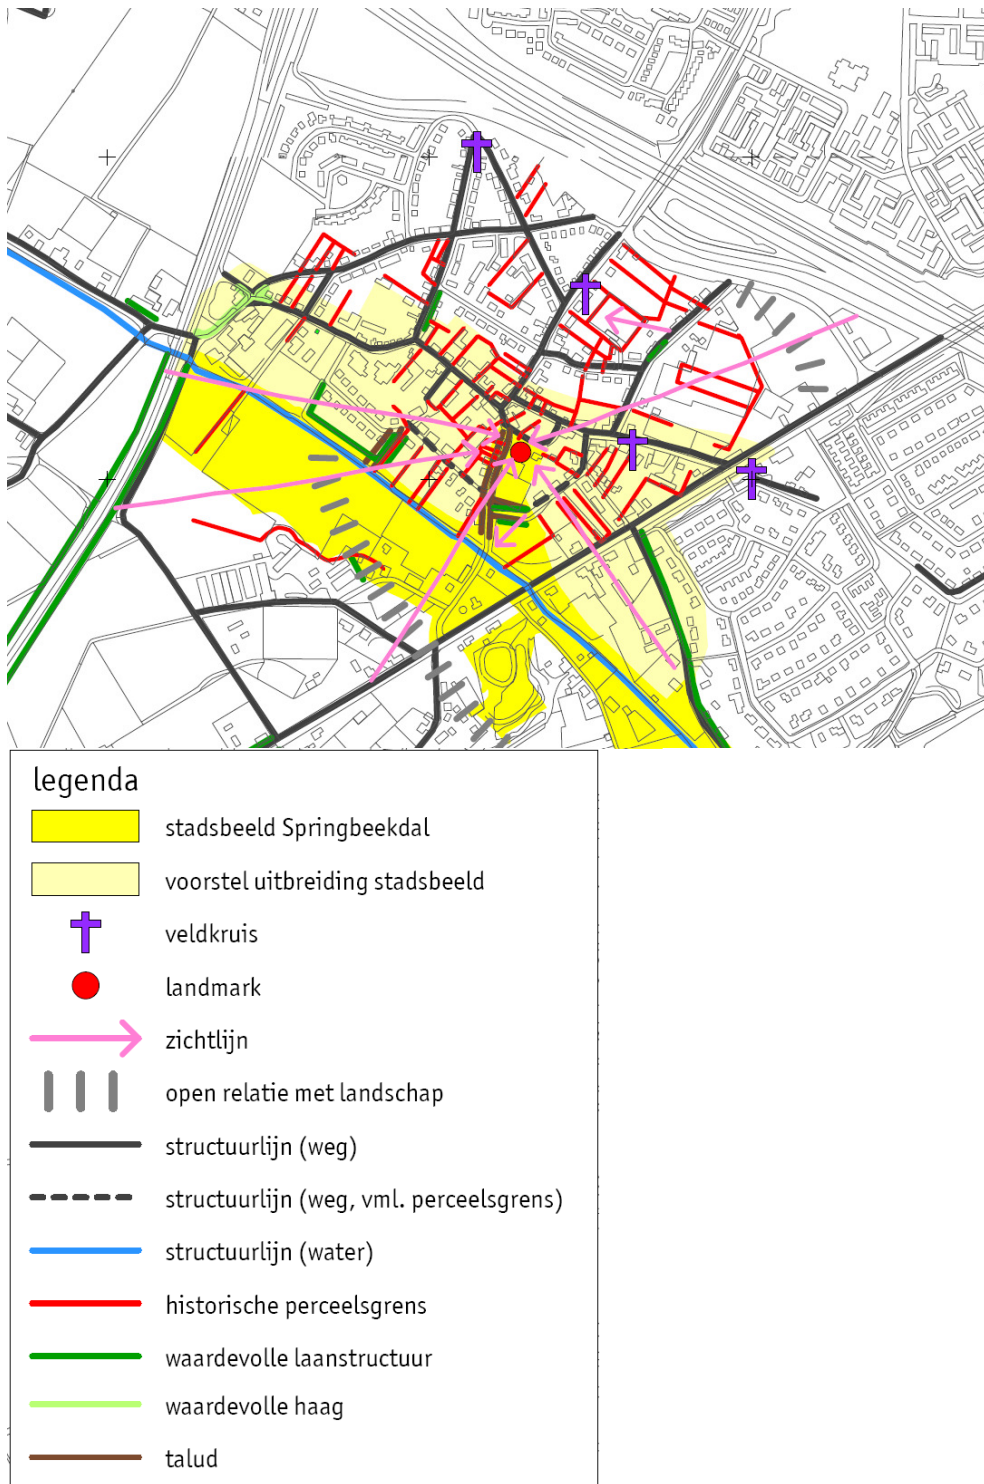 legenda
stadsbeeld Springbeekdal
voorstel uitbreiding stadsbeeld
veldkruis
landmark
zichtlijn
open relatie met landschap
structuurlijn (weg)
structuurlijn (weg, vml. perceelsgrens)
structuurlijn (water)
historische perceelsgrens
waardevolle laanstructuur
waardevolle haag
talud